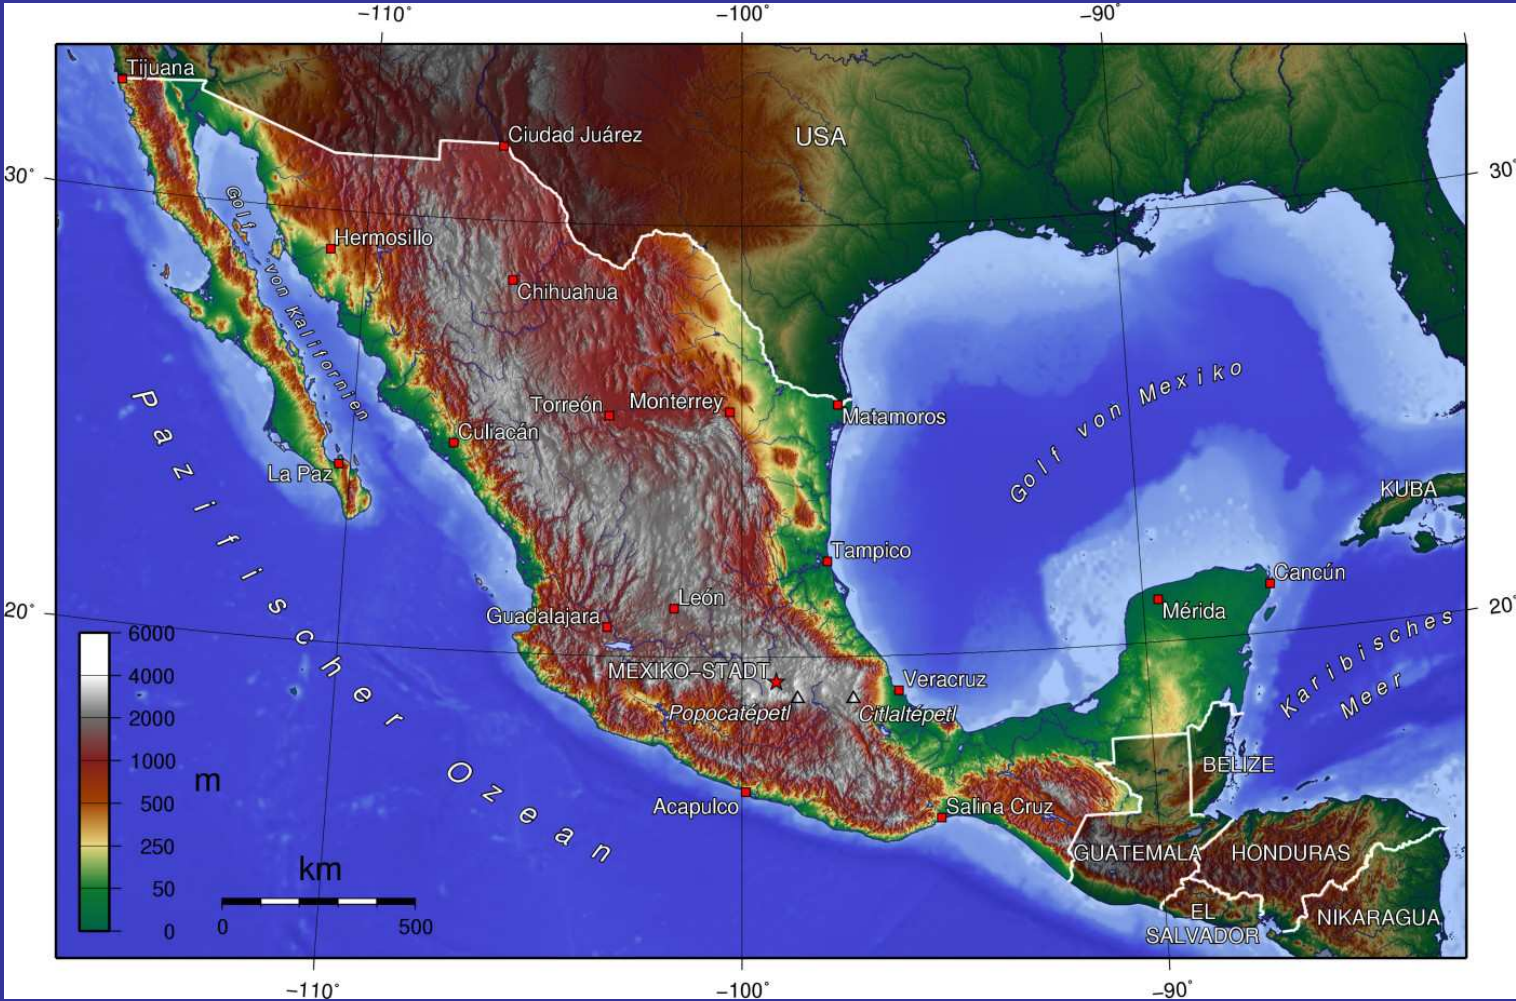 −110°
−100°
−90°
Tijuana
Ciudad Juárez
USA
30°
30°
Golf von Kalifornien
Hermosillo
Chihuahua
Golf von Mexiko
Pazifischer Ozean
Torreón
Monterrey
Matamoros
Culiacán
La Paz
KUBA
Tampico
Cancún
León
Mérida
20°
20°
Guadalajara
Karibisches
Meer
MEXIKO−STADT
Veracruz
Popocatépetl
Citlaltépetl
BELIZE
Acapulco
Salina Cruz
GUATEMALA
HONDURAS
EL
SALVADOR
NIKARAGUA
6000
4000
2000
1000
m
500
250
50
0
km
0
500
−110°
−100°
−90°